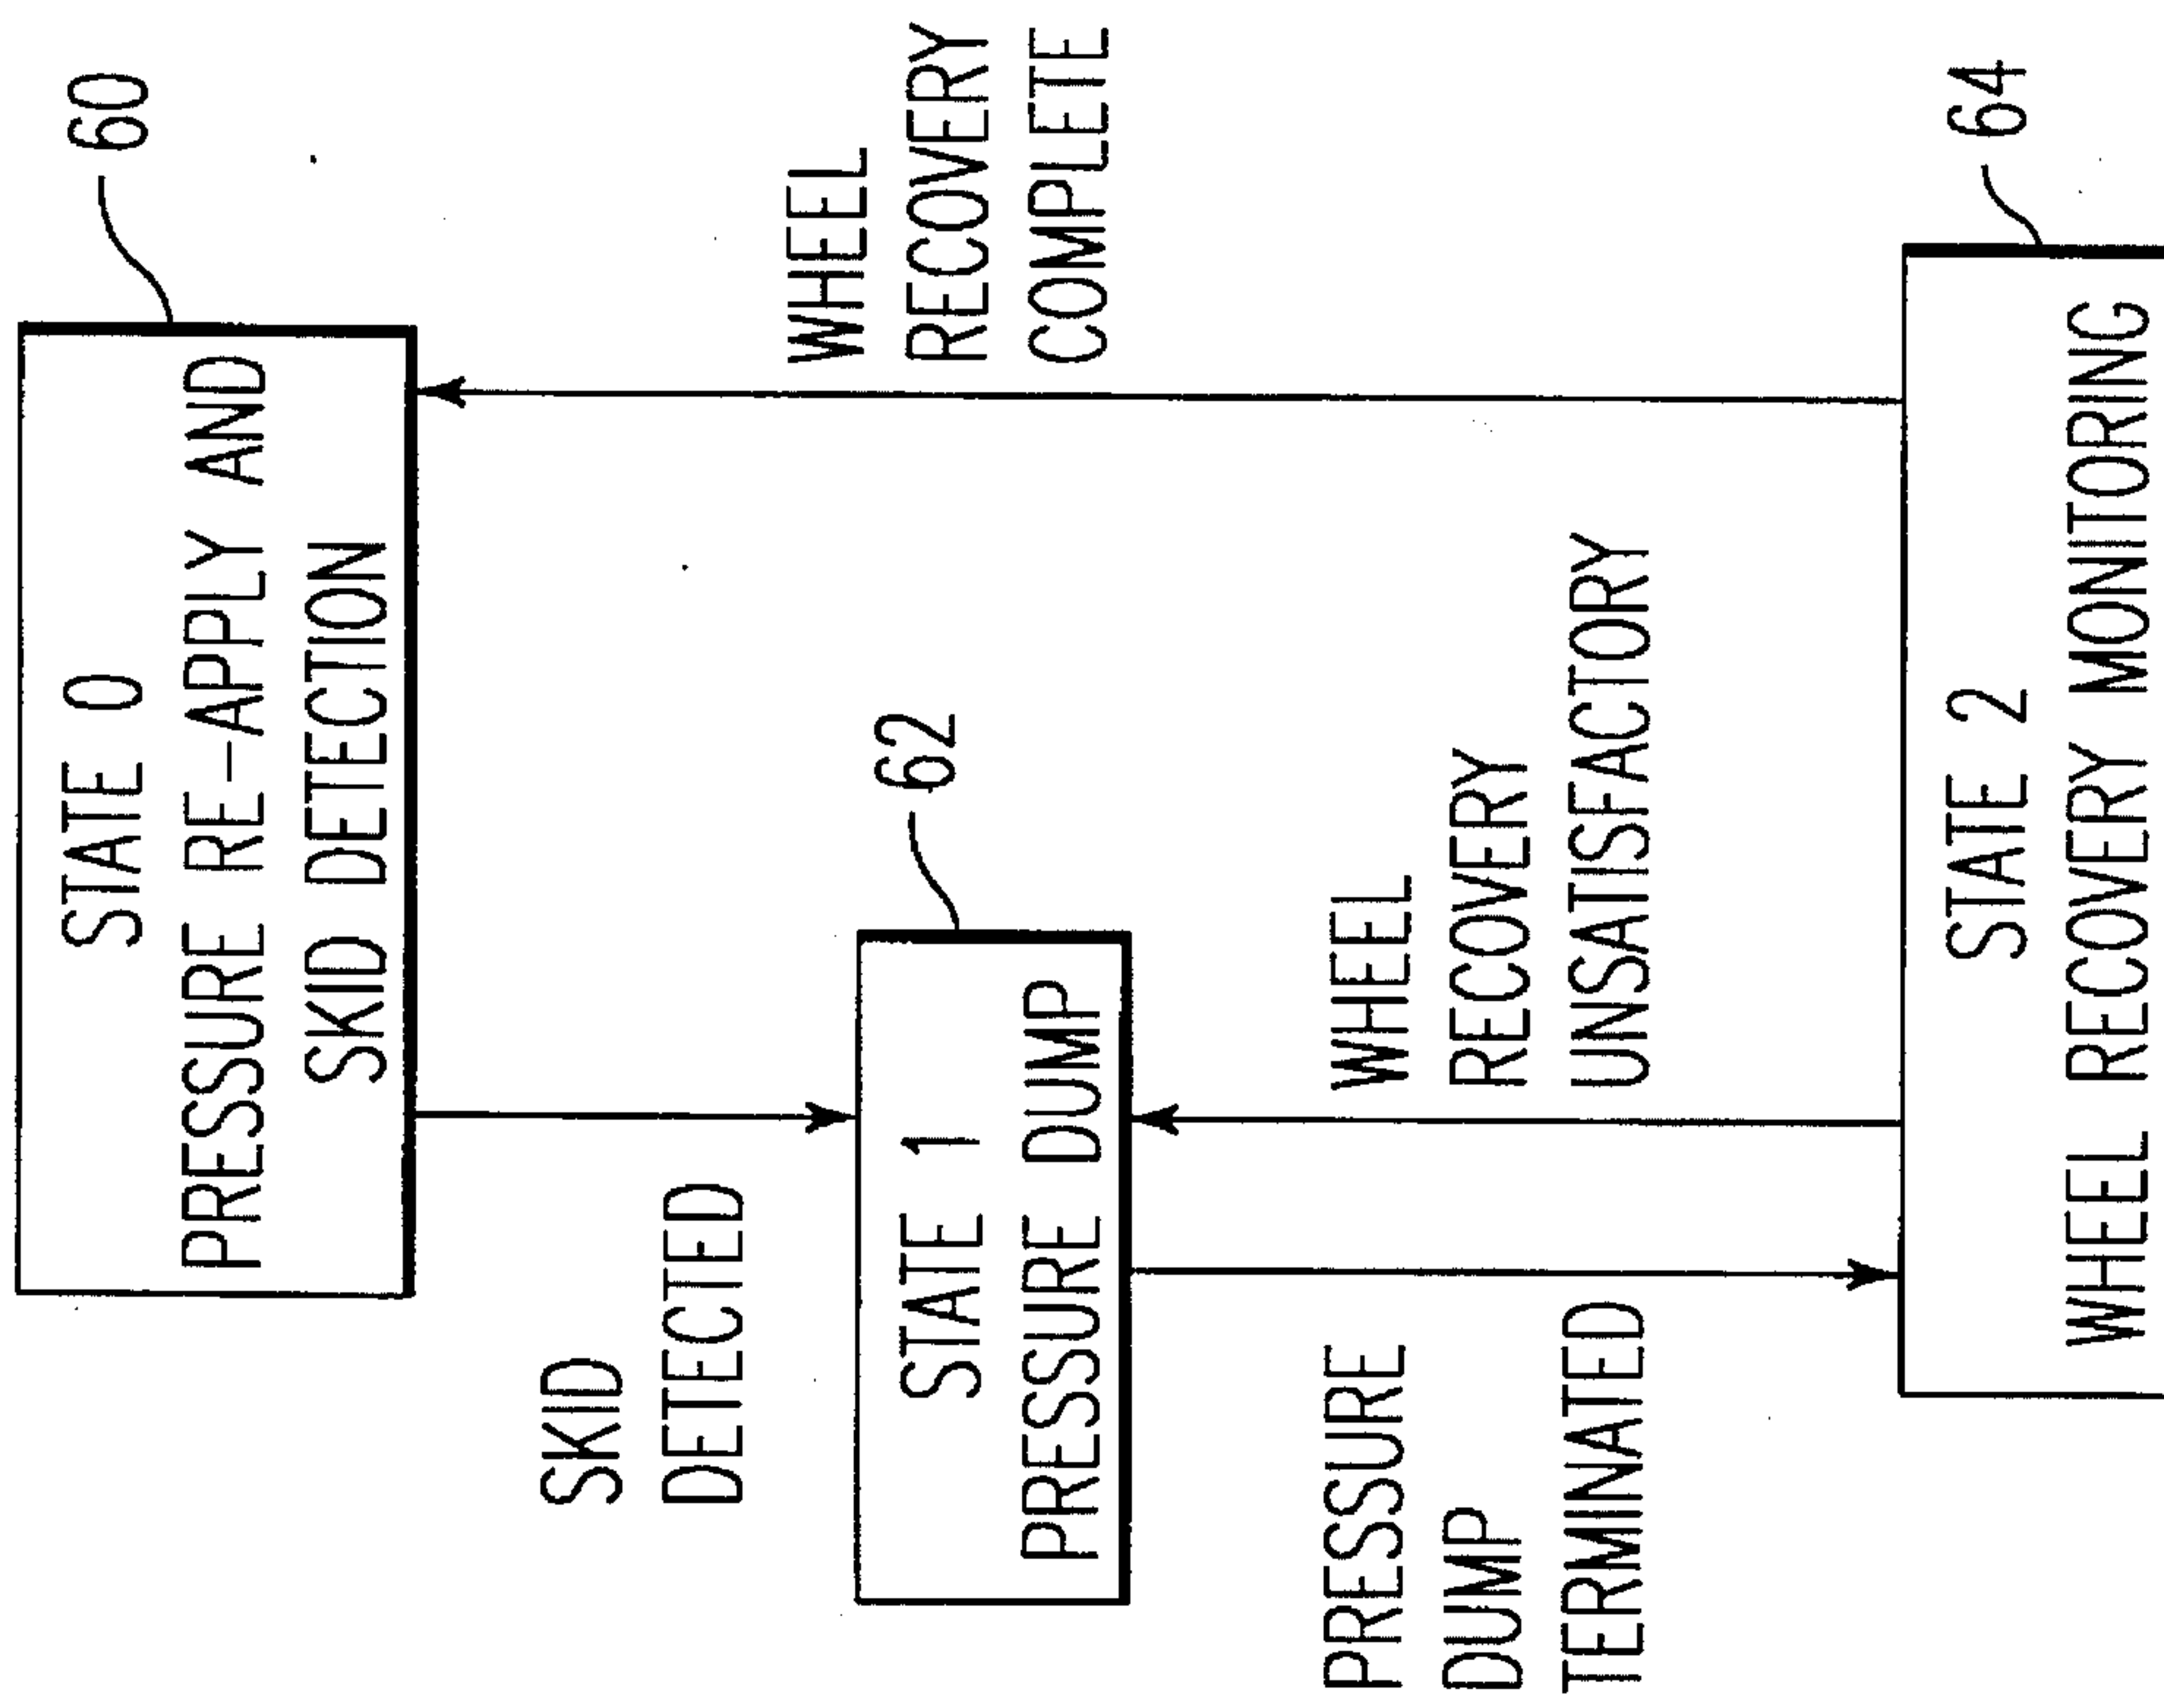 STATE 0
PRESSURE RE-APPLY AND
SKID DETECTION
60
SKID
DETECTED
WHEEL
RECOVERY
COMPLETE
STATE 1
PRESSURE DUMP
62
PRESSURE
DUMP
TERMINATED
WHEEL
RECOVERY
UNSATISFACTORY
STATE 2
WHEEL RECOVERY MONITORING
64